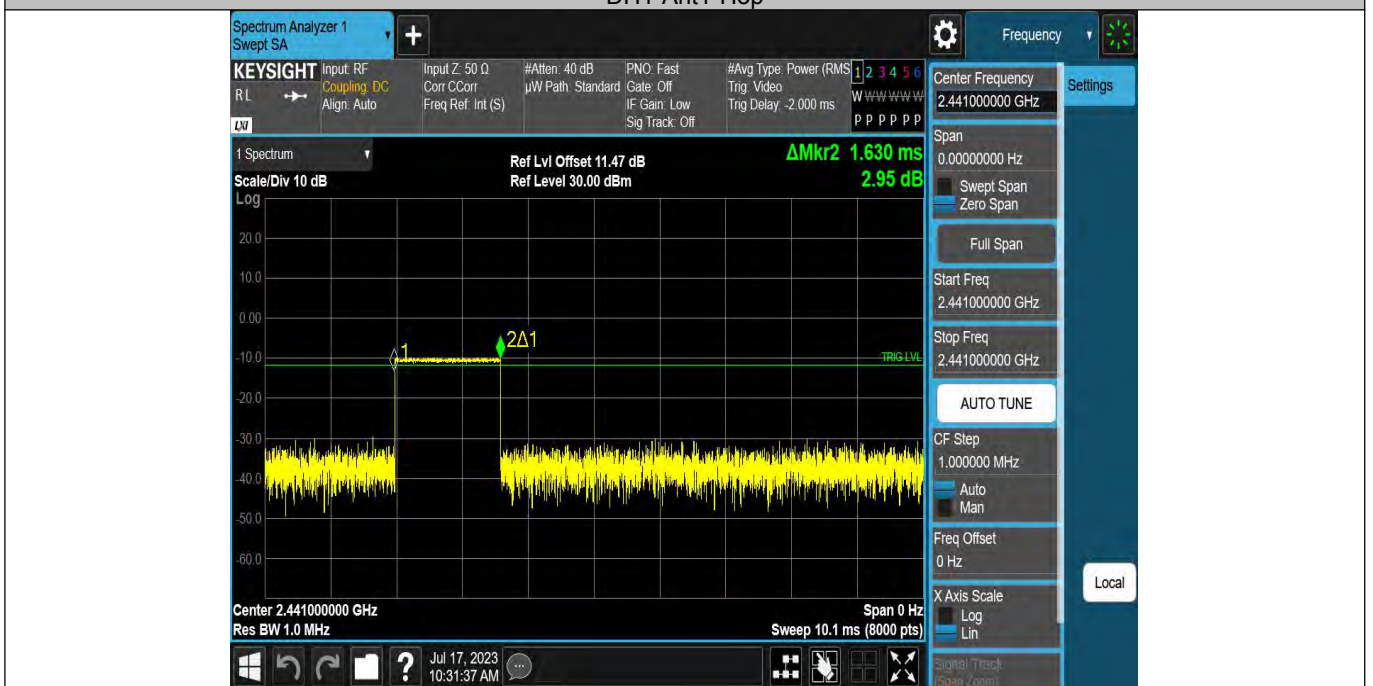 Spectrum Analyzer 1
Swept SA
+
Frequency
KEYSIGHT
RL
LXI
Input: RF
Coupling: DC
Align: Auto
Input Z: 50 Ω
Corr CCorr
Freq Ref: Int (S)
#Atten: 40 dB
µW Path: Standard
PNO: Fast
Gate: Off
IF Gain: Low
Sig Track: Off
#Avg Type: Power (RMS
Trig: Video
Trig Delay: -2.000 ms
1 2 3 4 5 6
W W W W W W
P P P P P P
Center Frequency
2.441000000 GHz
Settings
1 Spectrum
Scale/Div 10 dB
Log
Ref Lvl Offset 11.47 dB
Ref Level 30.00 dBm
ΔMkr2 1.630 ms
2.95 dB
Span
0.00000000 Hz
Swept Span
Zero Span
Full Span
Start Freq
2.441000000 GHz
Stop Freq
2.441000000 GHz
AUTO TUNE
CF Step
1.000000 MHz
Auto
Man
Freq Offset
0 Hz
X Axis Scale
Log
Lin
Signal Track
(Span Zoom)
Local
20.0
10.0
0.00
-10.0
-20.0
-30.0
-40.0
-50.0
-60.0
1
2Δ1
TRIG LVL
Center 2.441000000 GHz
Res BW 1.0 MHz
Span 0 Hz
Sweep 10.1 ms (8000 pts)
?
Jul 17, 2023
10:31:37 AM